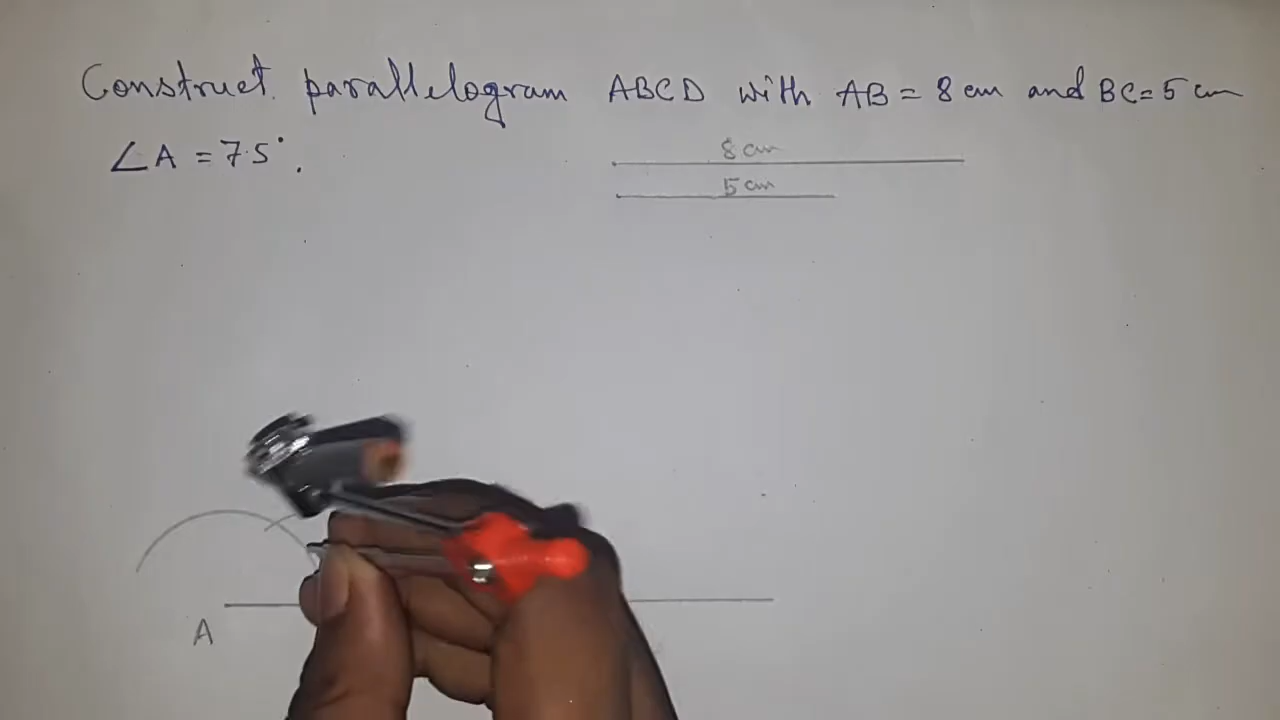 Construct parallelogram ABCD with AB = 8 cm and BC = 5 cm
∠A = 75°.
8 cm
5 cm
A